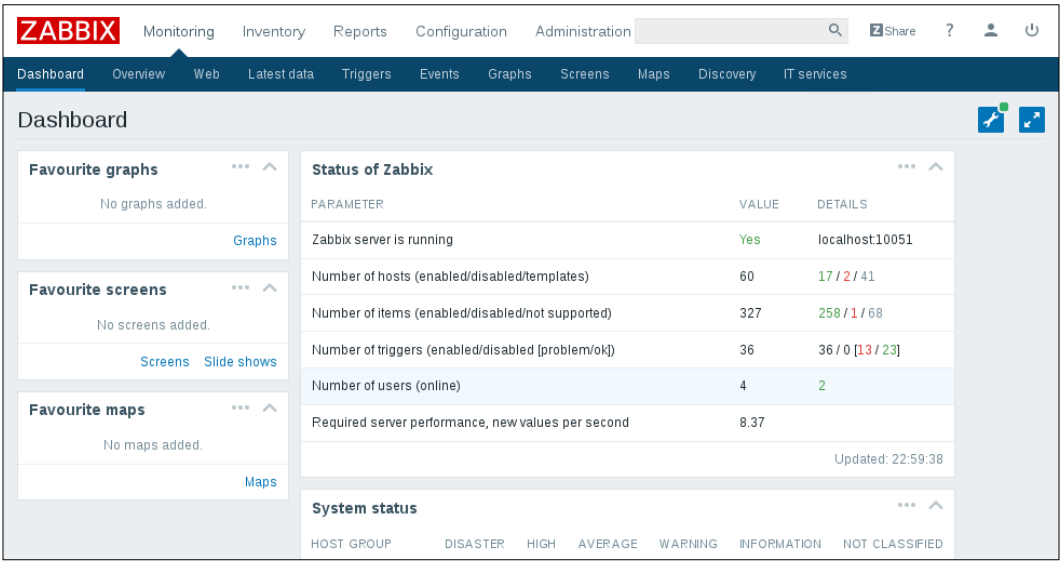 ZABBIX Monitoring Inventory Reports Configuration Administration Z Share ?
Dashboard Overview Web Latest data Triggers Events Graphs Screens Maps Discovery IT services
Dashboard
Favourite graphs
No graphs added.
Graphs
Favourite screens
No screens added.
Screens Slide shows
Favourite maps
No maps added.
Maps
Status of Zabbix
PARAMETER VALUE DETAILS
Zabbix server is running Yes localhost:10051
Number of hosts (enabled/disabled/templates) 60 17 / 2 / 41
Number of items (enabled/disabled/not supported) 327 258 / 1 / 68
Number of triggers (enabled/disabled [problem/ok]) 36 36 / 0 [13 / 23]
Number of users (online) 4 2
Required server performance, new values per second 8.37
Updated: 22:59:38
System status
HOST GROUP DISASTER HIGH AVERAGE WARNING INFORMATION NOT CLASSIFIED